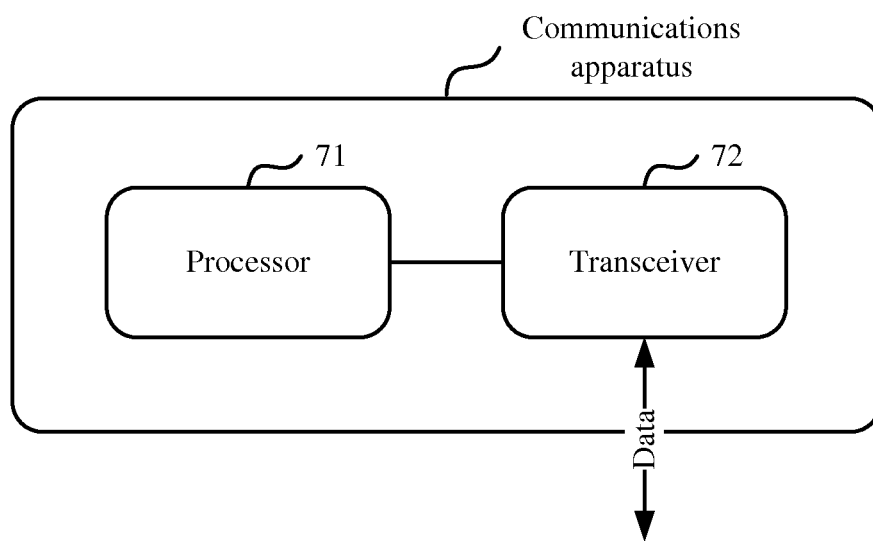 Communications
apparatus
71
72
Processor
Transceiver
Data